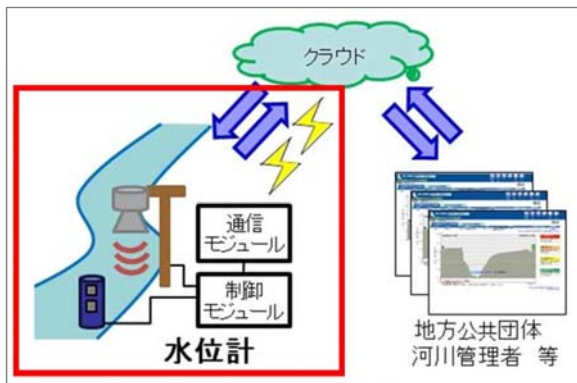 クラウド
通信
モジュール
制御
モジュール
水位計
地方公共団体
河川管理者 等